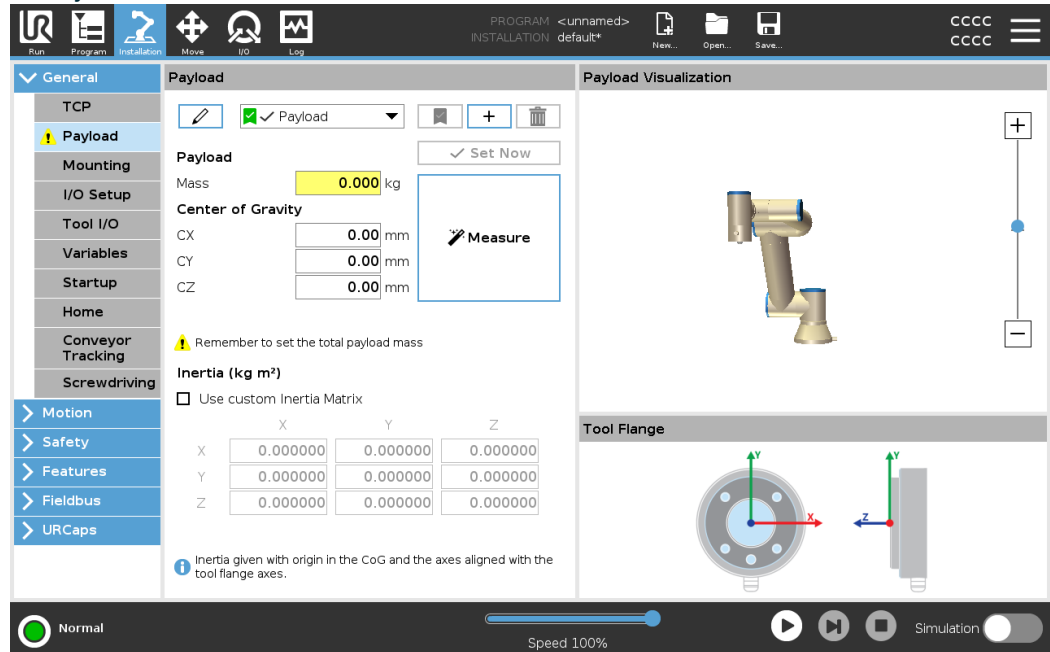 PROGRAM <unnamed>
INSTALLATION default*
CCCC
CCCC
UR
Run Program Installation Move I/O Log New... Open... Save...
General
TCP
Payload
Mounting
I/O Setup
Tool I/O
Variables
Startup
Home
Conveyor
Tracking
Screwdriving
Motion
Safety
Features
Fieldbus
URCaps
Payload
Payload
+
Set Now
Payload
Mass 0.000 kg
Center of Gravity
CX 0.00 mm
CY 0.00 mm
CZ 0.00 mm
Measure
Remember to set the total payload mass
Inertia (kg m²)
Use custom Inertia Matrix
X Y Z
X 0.000000 0.000000 0.000000
Y 0.000000 0.000000 0.000000
Z 0.000000 0.000000 0.000000
Inertia given with origin in the CoG and the axes aligned with the
tool flange axes.
Payload Visualization
+
−
Tool Flange
Y Y
X Z
Normal
Speed 100%
Simulation